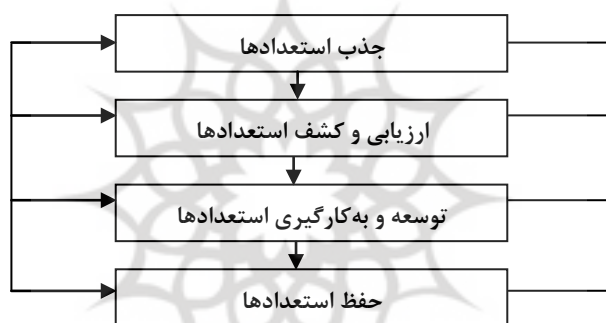 جذب استعدادها
ارزیابی و کشف استعدادها
توسعه و به‌کارگیری استعدادها
حفظ استعدادها